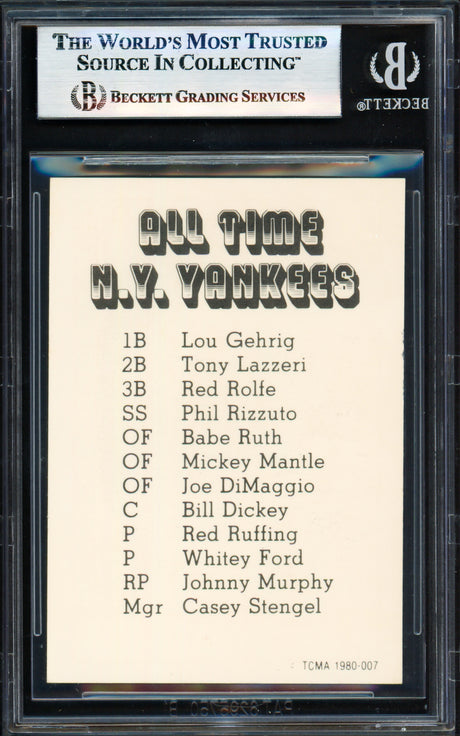 THE WORLD'S MOST TRUSTED
SOURCE IN COLLECTING™
B BECKETT GRADING SERVICES
B
BECKETT®
ALL TIME
N.Y. YANKEES
1B Lou Gehrig
2B Tony Lazzeri
3B Red Rolfe
SS Phil Rizzuto
OF Babe Ruth
OF Mickey Mantle
OF Joe DiMaggio
C Bill Dickey
P Red Ruffing
P Whitey Ford
RP Johnny Murphy
Mgr Casey Stengel
TCMA 1980-007